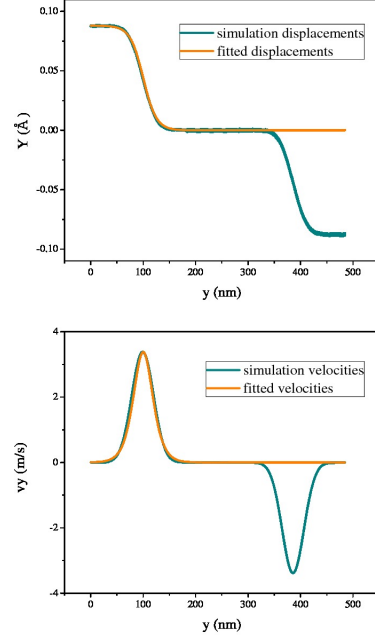 0.10
0.05
0.00
-0.05
-0.10
Y (Å)
simulation displacements
fitted displacements
0 100 200 300 400 500
y (nm)
4
2
0
-2
-4
vy (m/s)
simulation velocities
fitted velocities
0 100 200 300 400 500
y (nm)